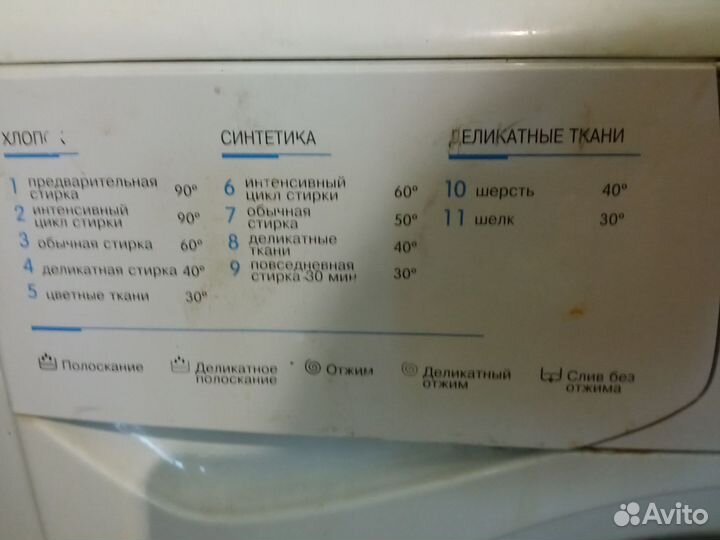 ХЛОПОК
1 предварительная
стирка 90°
2 интенсивный
цикл стирки 90°
3 обычная стирка 60°
4 деликатная стирка 40°
5 цветные ткани 30°
СИНТЕТИКА
6 интенсивный
цикл стирки 60°
7 обычная
стирка 50°
8 деликатные
ткани 40°
9 повседневная
стирка 30 мин 30°
ДЕЛИКАТНЫЕ ТКАНИ
10 шерсть 40°
11 шелк 30°
Полоскание
Деликатное
полоскание
Отжим
Деликатный
отжим
Слив без
отжима
Avito